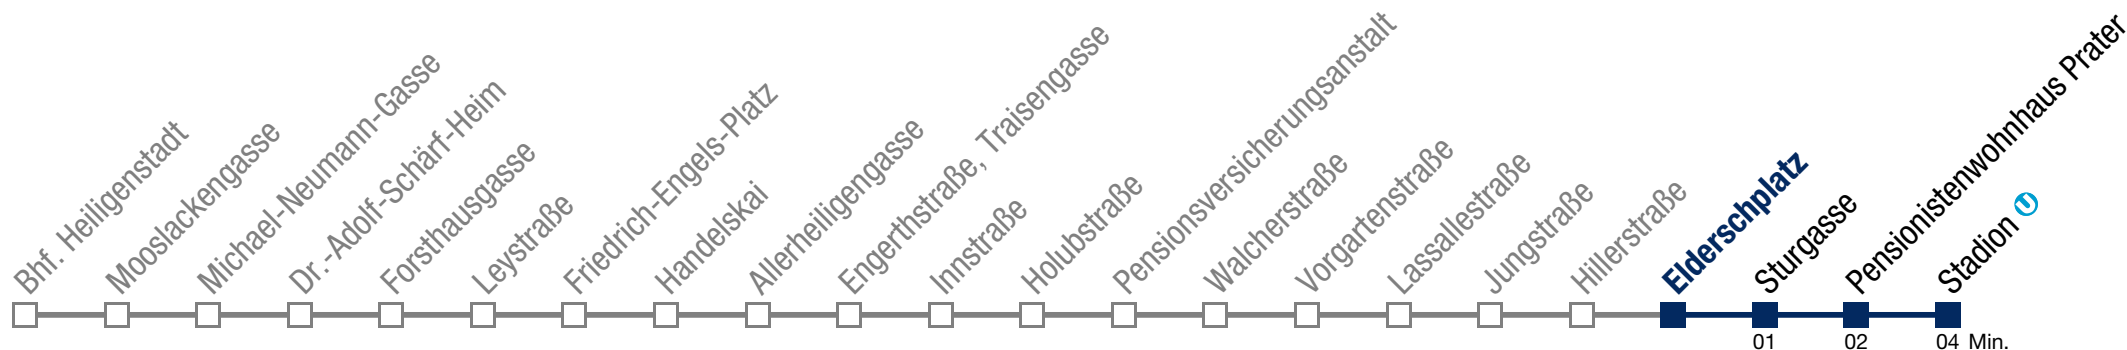 Bhf. Heiligenstadt
Mooslackengasse
Michael-Neumann-Gasse
Dr.-Adolf-Schärf-Heim
Forsthausgasse
Leystraße
Friedrich-Engels-Platz
Handelskai
Allerheiligengasse
Engerthstraße, Traisengasse
Innstraße
Holubstraße
Pensionsversicherungsanstalt
Walcherstraße
Vorgartenstraße
Lassallestraße
Jungstraße
Hillerstraße
Elderschplatz
Sturgasse
Pensionistenwohnhaus Prater
Stadion U
01 02 04 Min.